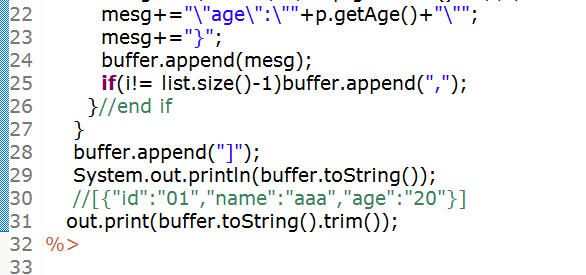 22 mesg+="\"age\":\""+p.getAge()+"\"";
23 mesg+="}";
24 buffer.append(mesg);
25 if(i!= list.size()-1)buffer.append(",");
26 }//end if
27 }
28 buffer.append("]");
29 System.out.println(buffer.toString());
30 //[{"id":"01","name":"aaa","age":"20"}]
31 out.print(buffer.toString().trim());
32 %>
33